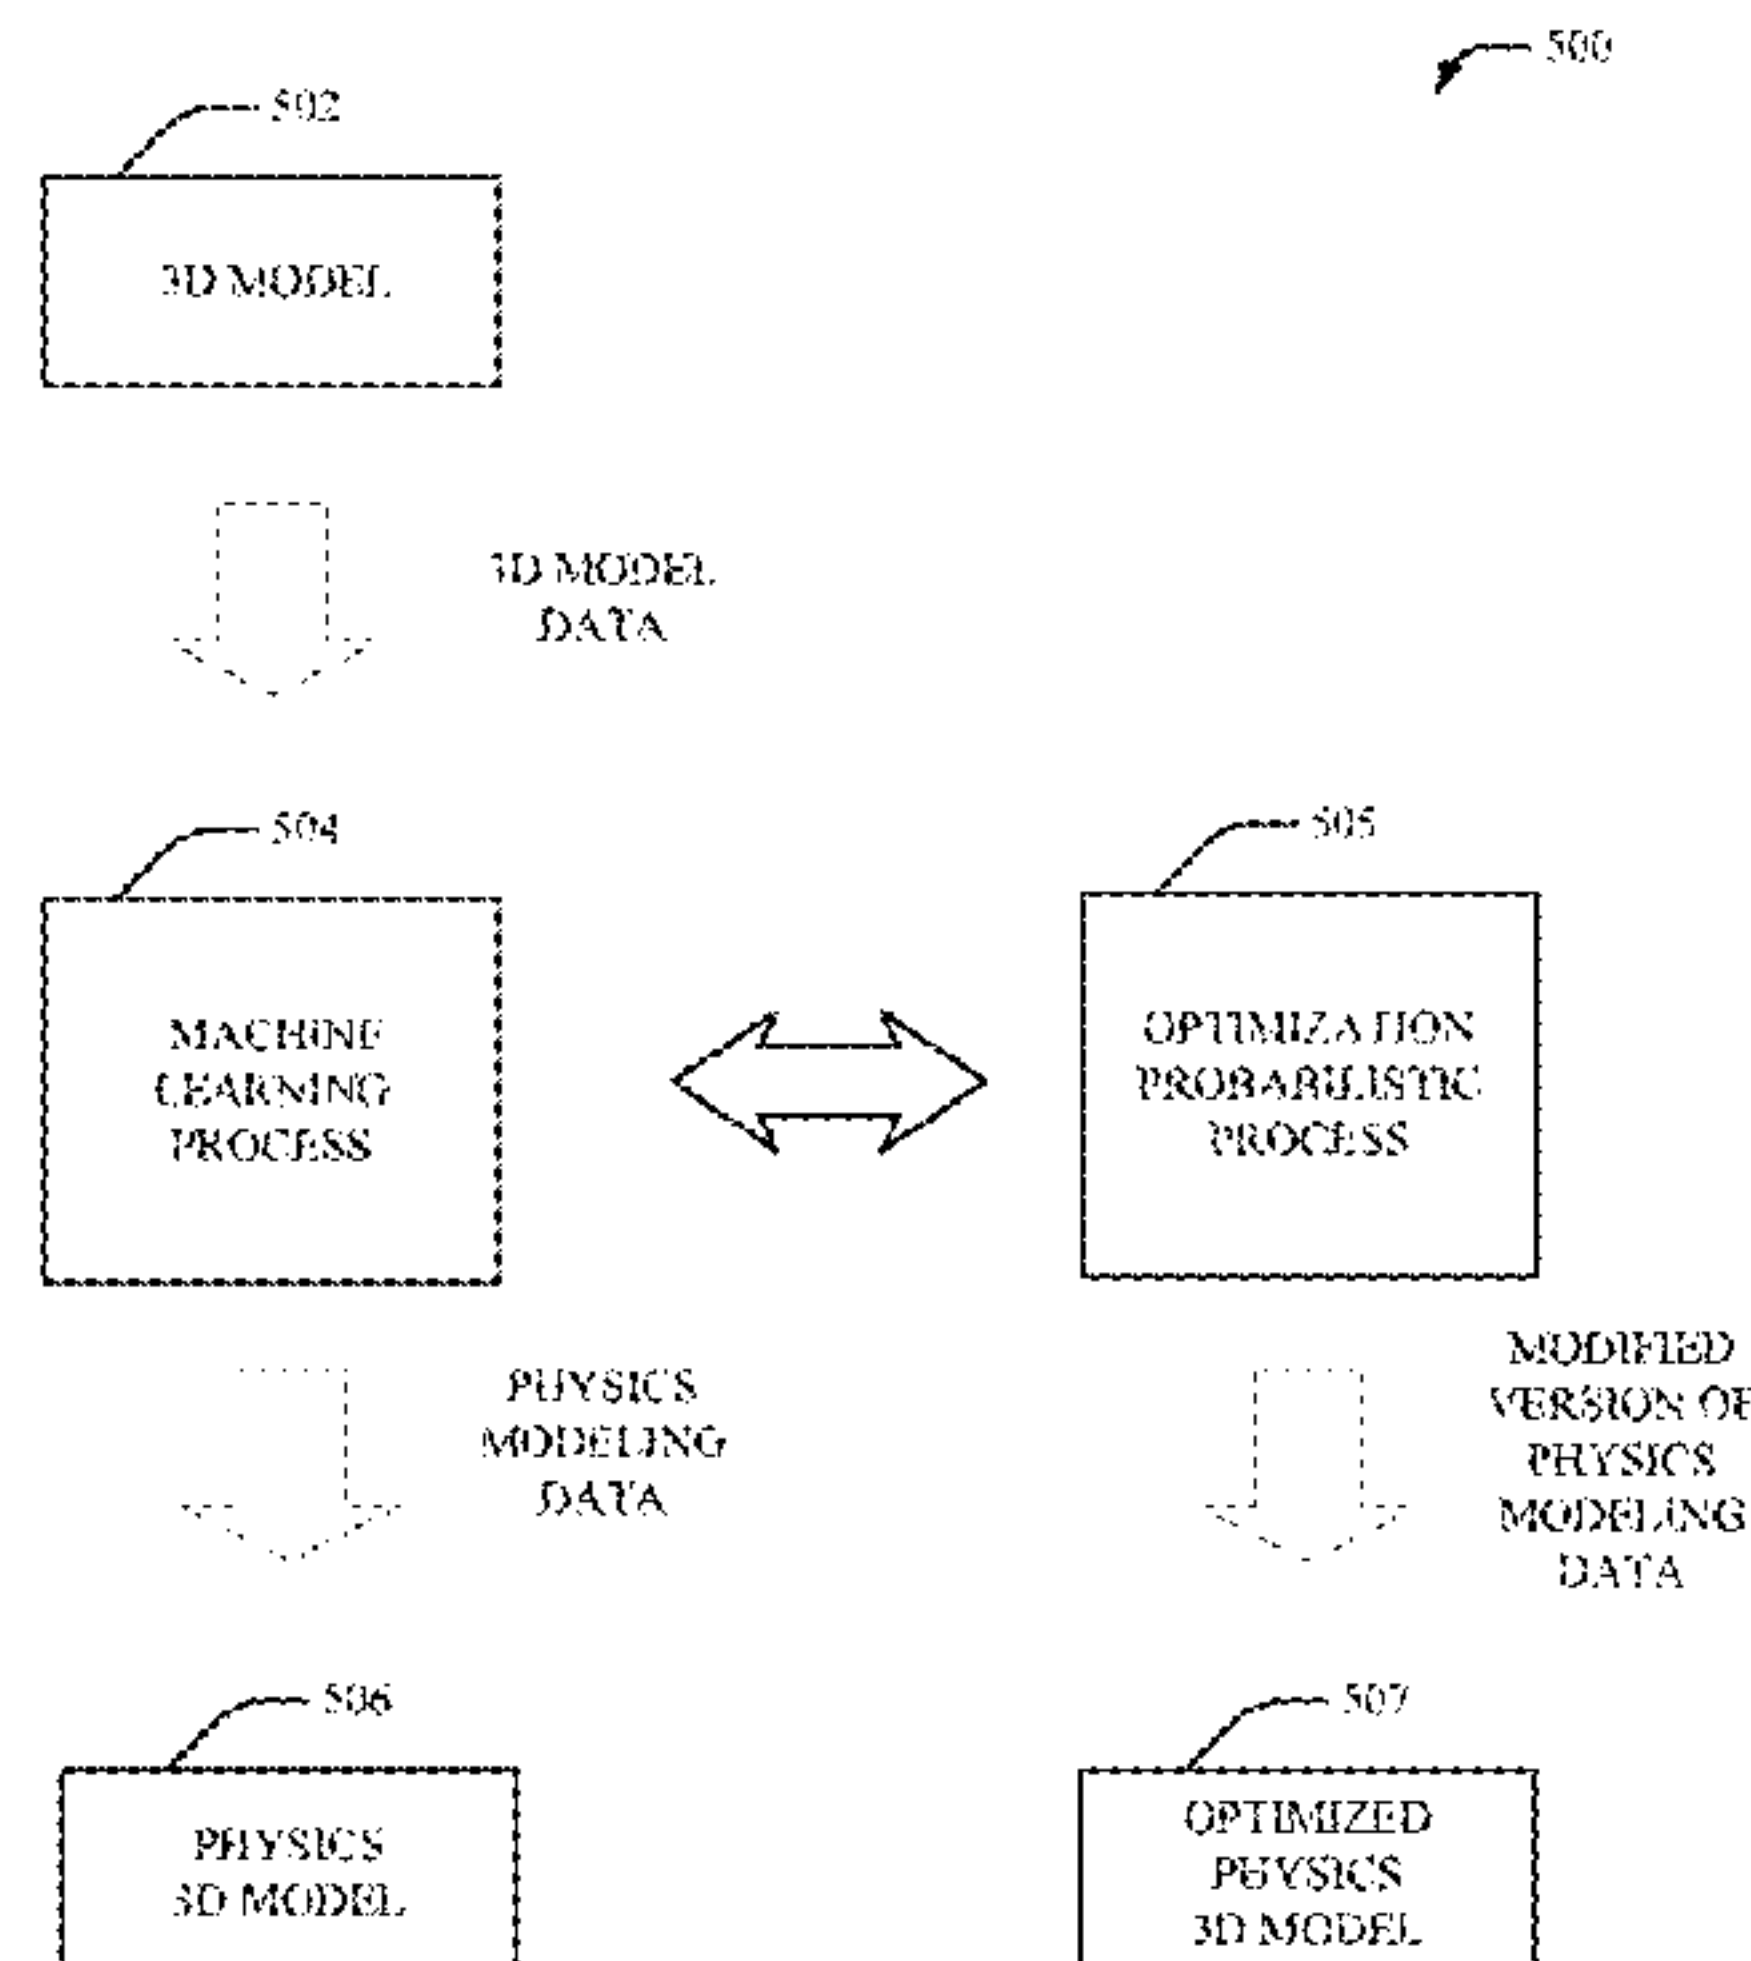 500
502
3D MODEL
3D MODEL
DATA
504
MACHINE
LEARNING
PROCESS
505
OPTIMIZATION
PROBABILISTIC
PROCESS
PHYSICS
MODELING
DATA
MODIFIED
VERSION OF
PHYSICS
MODELING
DATA
506
PHYSICS
3D MODEL
507
OPTIMIZED
PHYSICS
3D MODEL